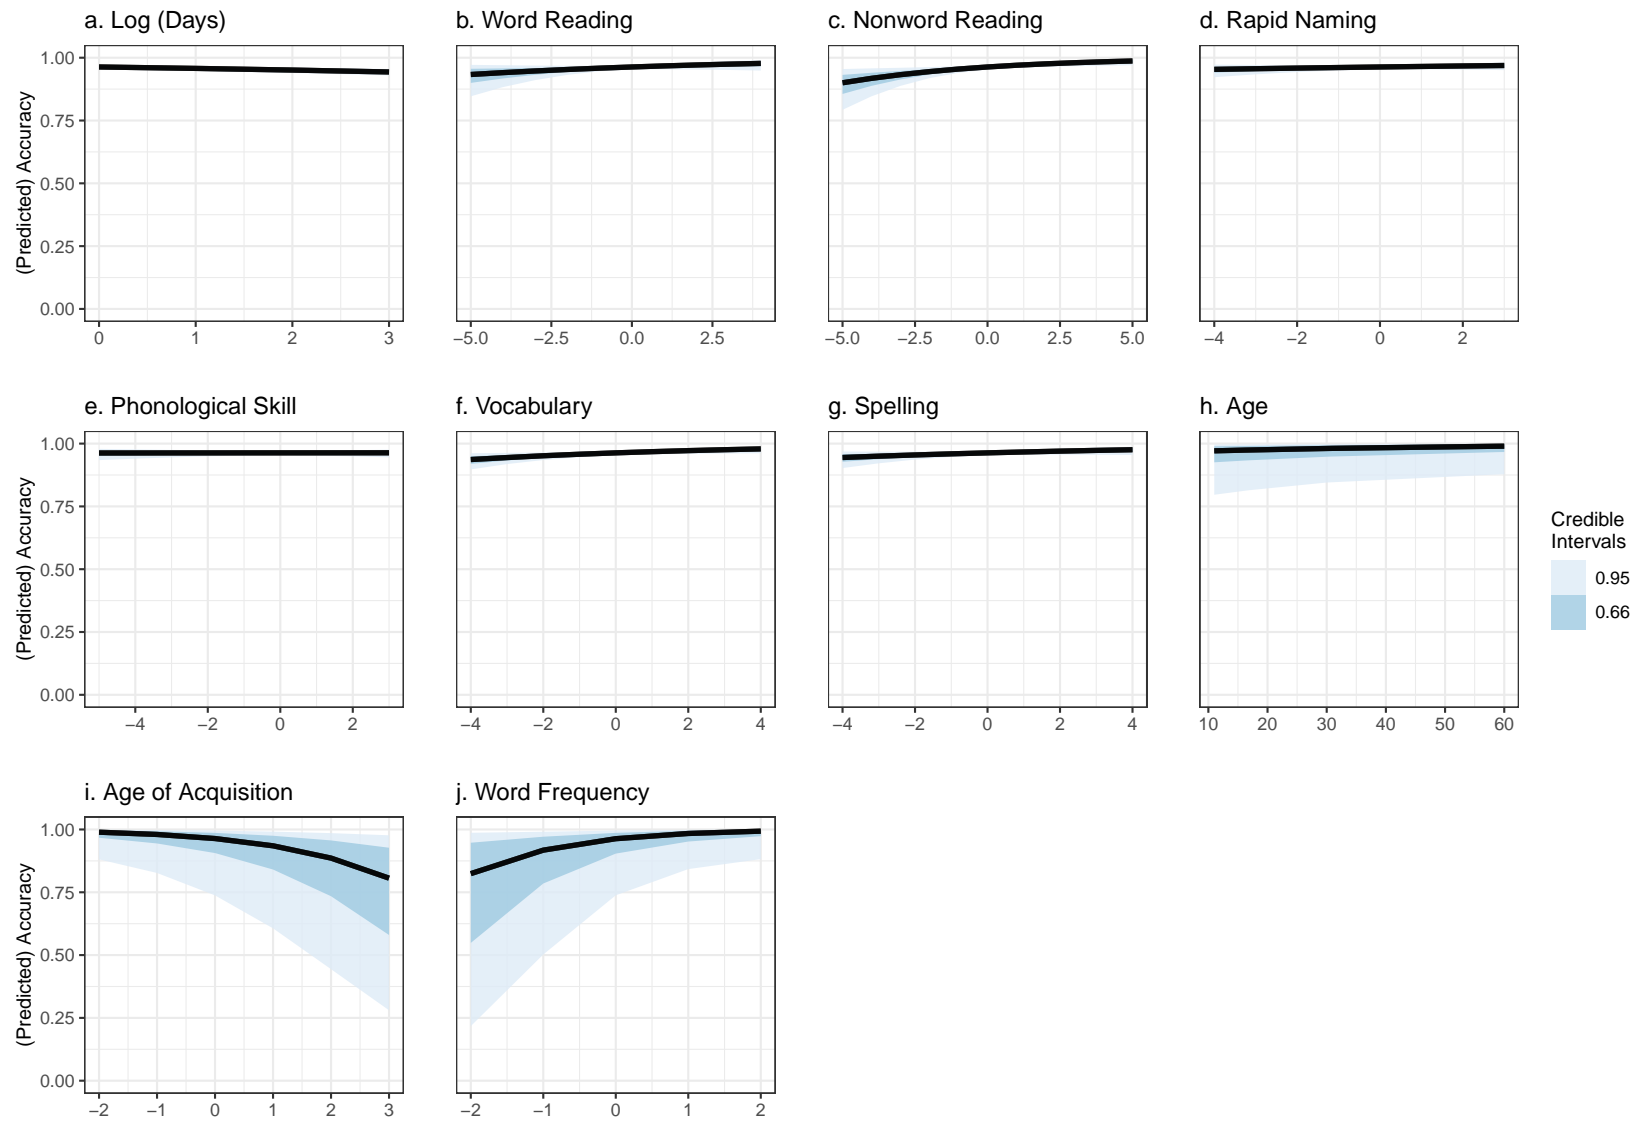 a. Log (Days)
b. Word Reading
c. Nonword Reading
d. Rapid Naming
(Predicted) Accuracy
1.00
0.75
0.50
0.25
0.00
0 1 2 3
−5.0 −2.5 0.0 2.5
−5.0 −2.5 0.0 2.5 5.0
−4 −2 0 2
e. Phonological Skill
f. Vocabulary
g. Spelling
h. Age
(Predicted) Accuracy
1.00
0.75
0.50
0.25
0.00
−4 −2 0 2
−4 −2 0 2 4
−4 −2 0 2 4
10 20 30 40 50 60
Credible
Intervals
0.95
0.66
i. Age of Acquisition
j. Word Frequency
(Predicted) Accuracy
1.00
0.75
0.50
0.25
0.00
−2 −1 0 1 2 3
−2 −1 0 1 2